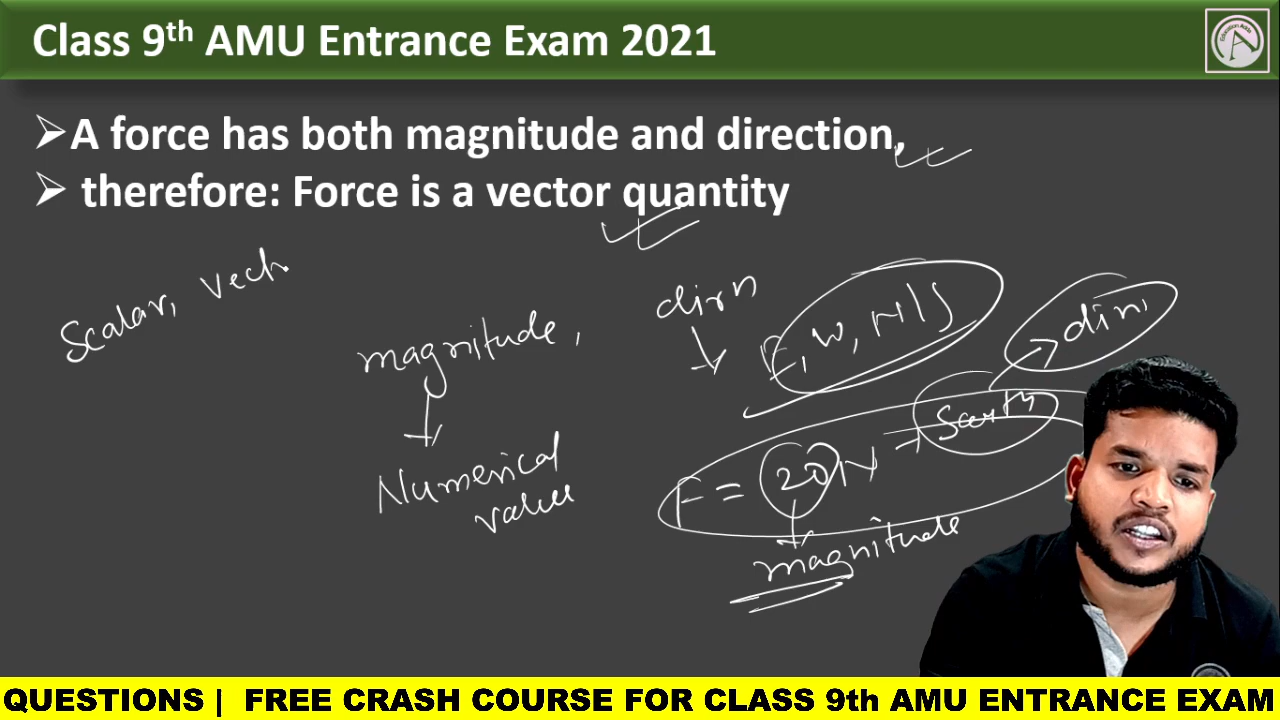 Class 9th AMU Entrance Exam 2021
➢A force has both magnitude and direction,
➢ therefore: Force is a vector quantity
Scalar, Vect
magnitude,
dirn
E, W, N/S
dirn
Numerical
value
F = 20N →
magnitude
QUESTIONS | FREE CRASH COURSE FOR CLASS 9th AMU ENTRANCE EXAM